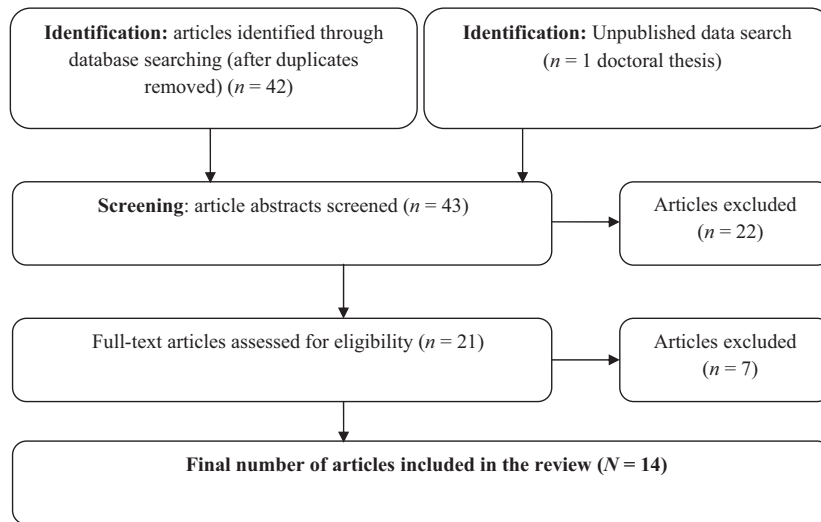 Identification: articles identified through
database searching (after duplicates
removed) (n = 42)
Identification: Unpublished data search
(n = 1 doctoral thesis)
Screening: article abstracts screened (n = 43)
Articles excluded
(n = 22)
Full-text articles assessed for eligibility (n = 21)
Articles excluded
(n = 7)
Final number of articles included in the review (N = 14)